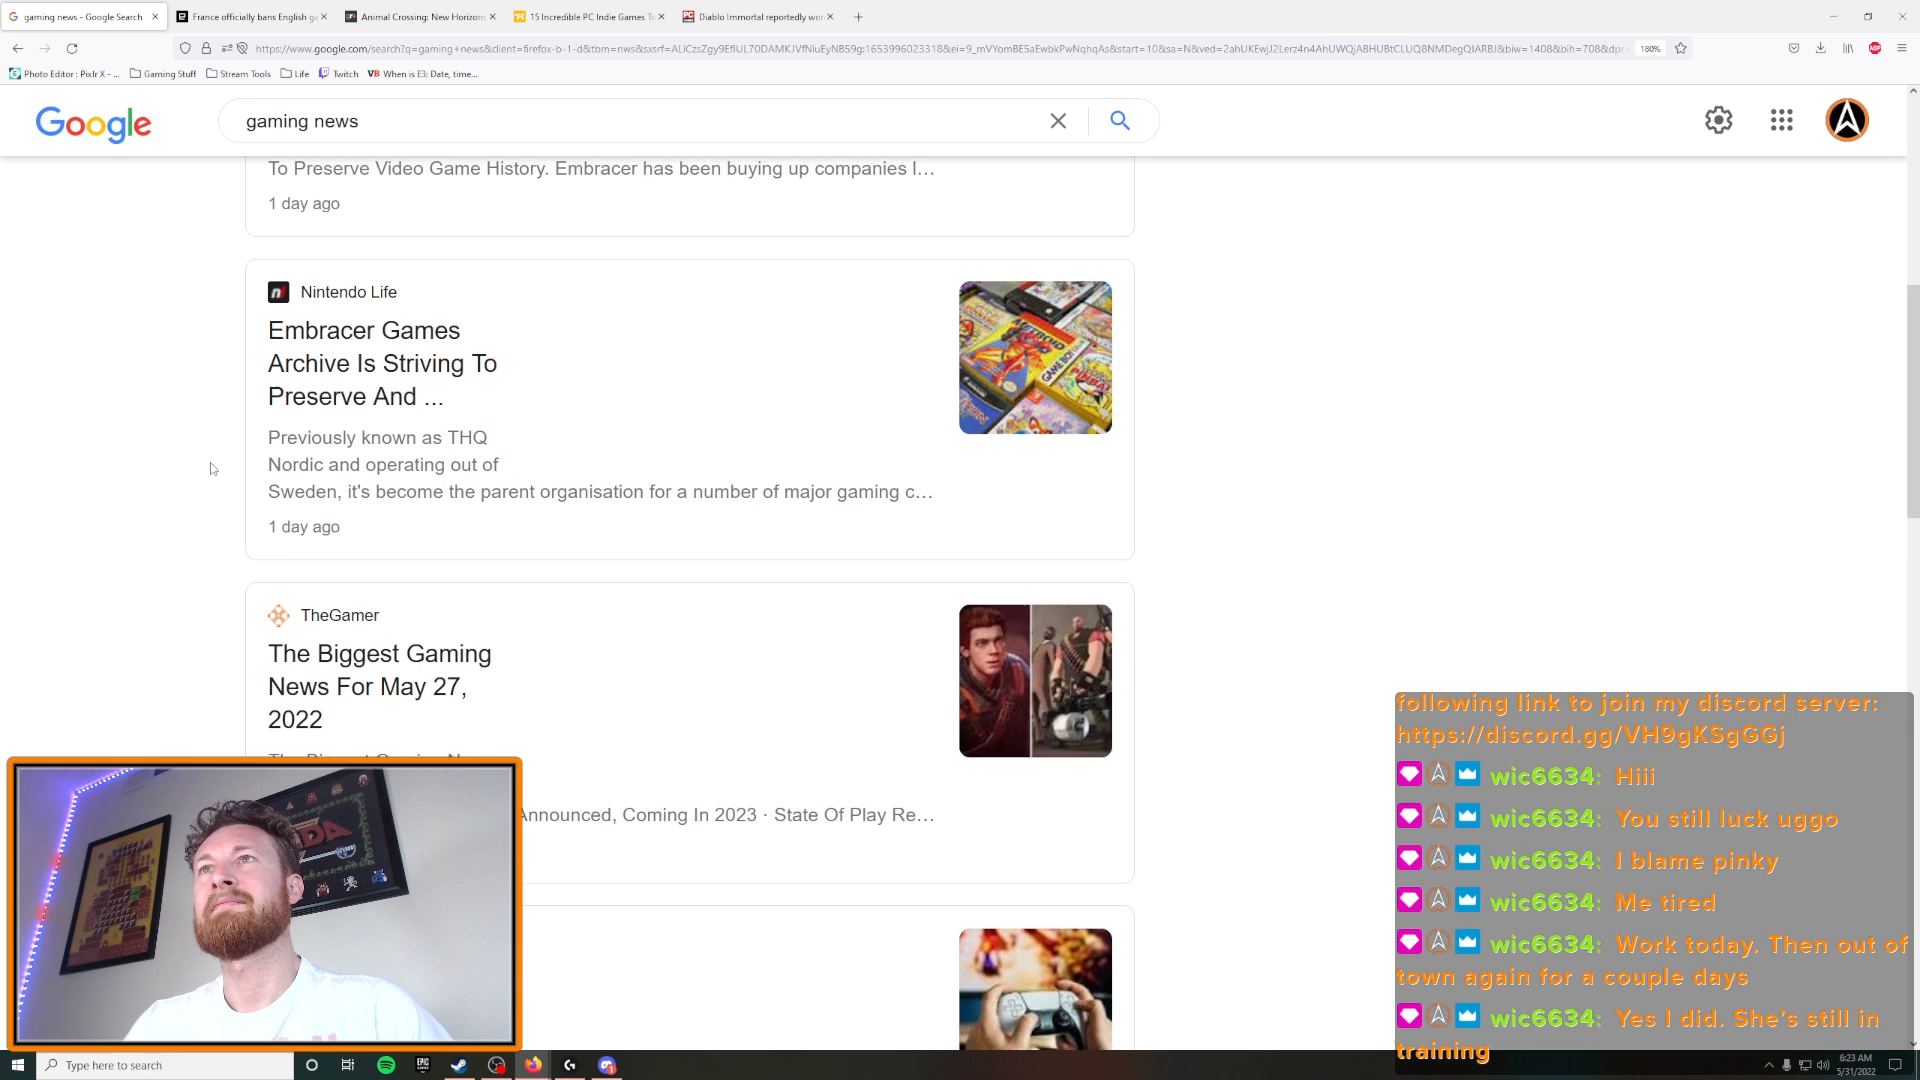 gaming news - Google Search
France officially bans English ga
Animal Crossing: New Horizons
15 Incredible PC Indie Games To
Diablo Immortal reportedly won
180%
Photo Editor : Pixlr X - ...
Gaming Stuff
Stream Tools
Life
Twitch
When is E3: Date, time...
Google
gaming news
To Preserve Video Game History. Embracer has been buying up companies l...
1 day ago
Nintendo Life
Embracer Games
Archive Is Striving To
Preserve And ...
Previously known as THQ
Nordic and operating out of
Sweden, it's become the parent organisation for a number of major gaming c...
1 day ago
TheGamer
The Biggest Gaming
News For May 27,
2022
Announced, Coming In 2023 · State Of Play Re...
following link to join my discord server:
https://discord.gg/VH9gKSgGGj
wic6634: Hiii
wic6634: You still luck uggo
wic6634: I blame pinky
wic6634: Me tired
wic6634: Work today. Then out of
town again for a couple days
wic6634: Yes I did. She's still in
training
Type here to search
6:23 AM
5/31/2022